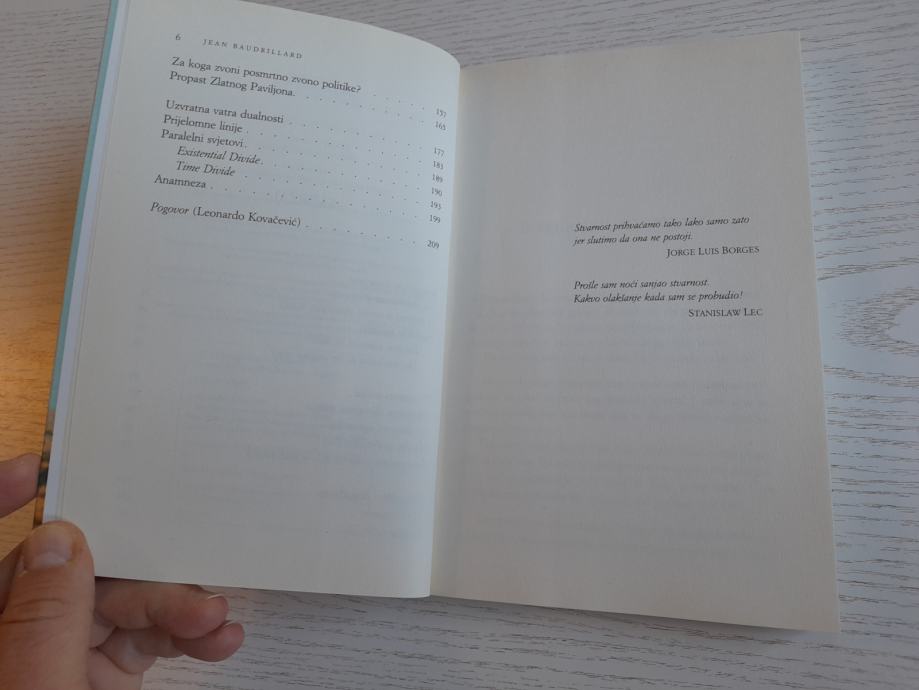 6 JEAN BAUDRILLARD
Za koga zvoni posmrtno zvono politike? . . . . . . . 157
Propast Zlatnog Paviljona. . . . . . . . . . . . . 165
Uzvratna vatra dualnosti . . . . . . . . . . . . . 177
Prijelomne linije . . . . . . . . . . . . . . . . 183
Paralelni svjetovi. . . . . . . . . . . . . . . . 189
Existential Divide. . . . . . . . . . . . . . . 190
Time Divide . . . . . . . . . . . . . . . . . 193
Anamneza . . . . . . . . . . . . . . . . . . . 199
Pogovor (Leonardo Kovačević) . . . . . . . . . . . 209
Stvarnost prihvaćamo tako lako samo zato
jer slutimo da ona ne postoji.
JORGE LUIS BORGES
Prošle sam noći sanjao stvarnost.
Kakvo olakšanje kada sam se probudio!
STANISLAW LEC